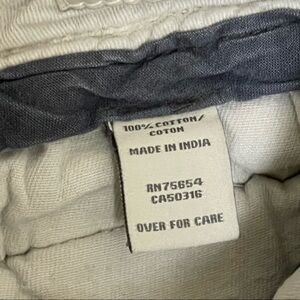 100% COTTON/
COTON
MADE IN INDIA
RN75654
CA50316
OVER FOR CARE